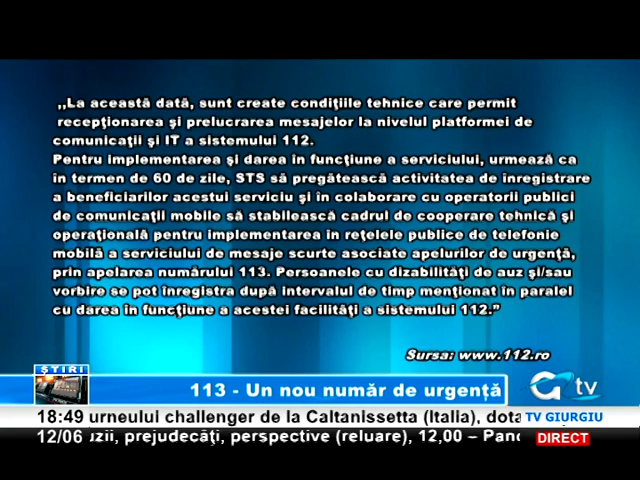 ,,La această dată, sunt create condiţiile tehnice care permit
recepţionarea şi prelucrarea mesajelor la nivelul platformei de
comunicaţii şi IT a sistemului 112.
Pentru implementarea şi darea în funcţiune a serviciului, urmează ca
în termen de 60 de zile, STS să pregătească activitatea de înregistrare
a beneficiarilor acestui serviciu şi în colaborare cu operatorii publici
de comunicaţii mobile să stabilească cadrul de cooperare tehnică şi
operaţională pentru implementarea în reţelele publice de telefonie
mobilă a serviciului de mesaje scurte asociate apelurilor de urgenţă,
prin apelarea numărului 113. Persoanele cu dizabilităţi de auz şi/sau
vorbire se pot înregistra după intervalul de timp menţionat în paralel
cu darea în funcţiune a acestei facilităţi a sistemului 112.”
Sursa: www.112.ro
ŞTIRI
113 - Un nou număr de urgenţă
G tv
18:49 urneului challenger de la Caltanissetta (Italia), dota
TV GIURGIU
12/06 uzii, prejudecăţi, perspective (reluare), 12,00 – Pano
DIRECT